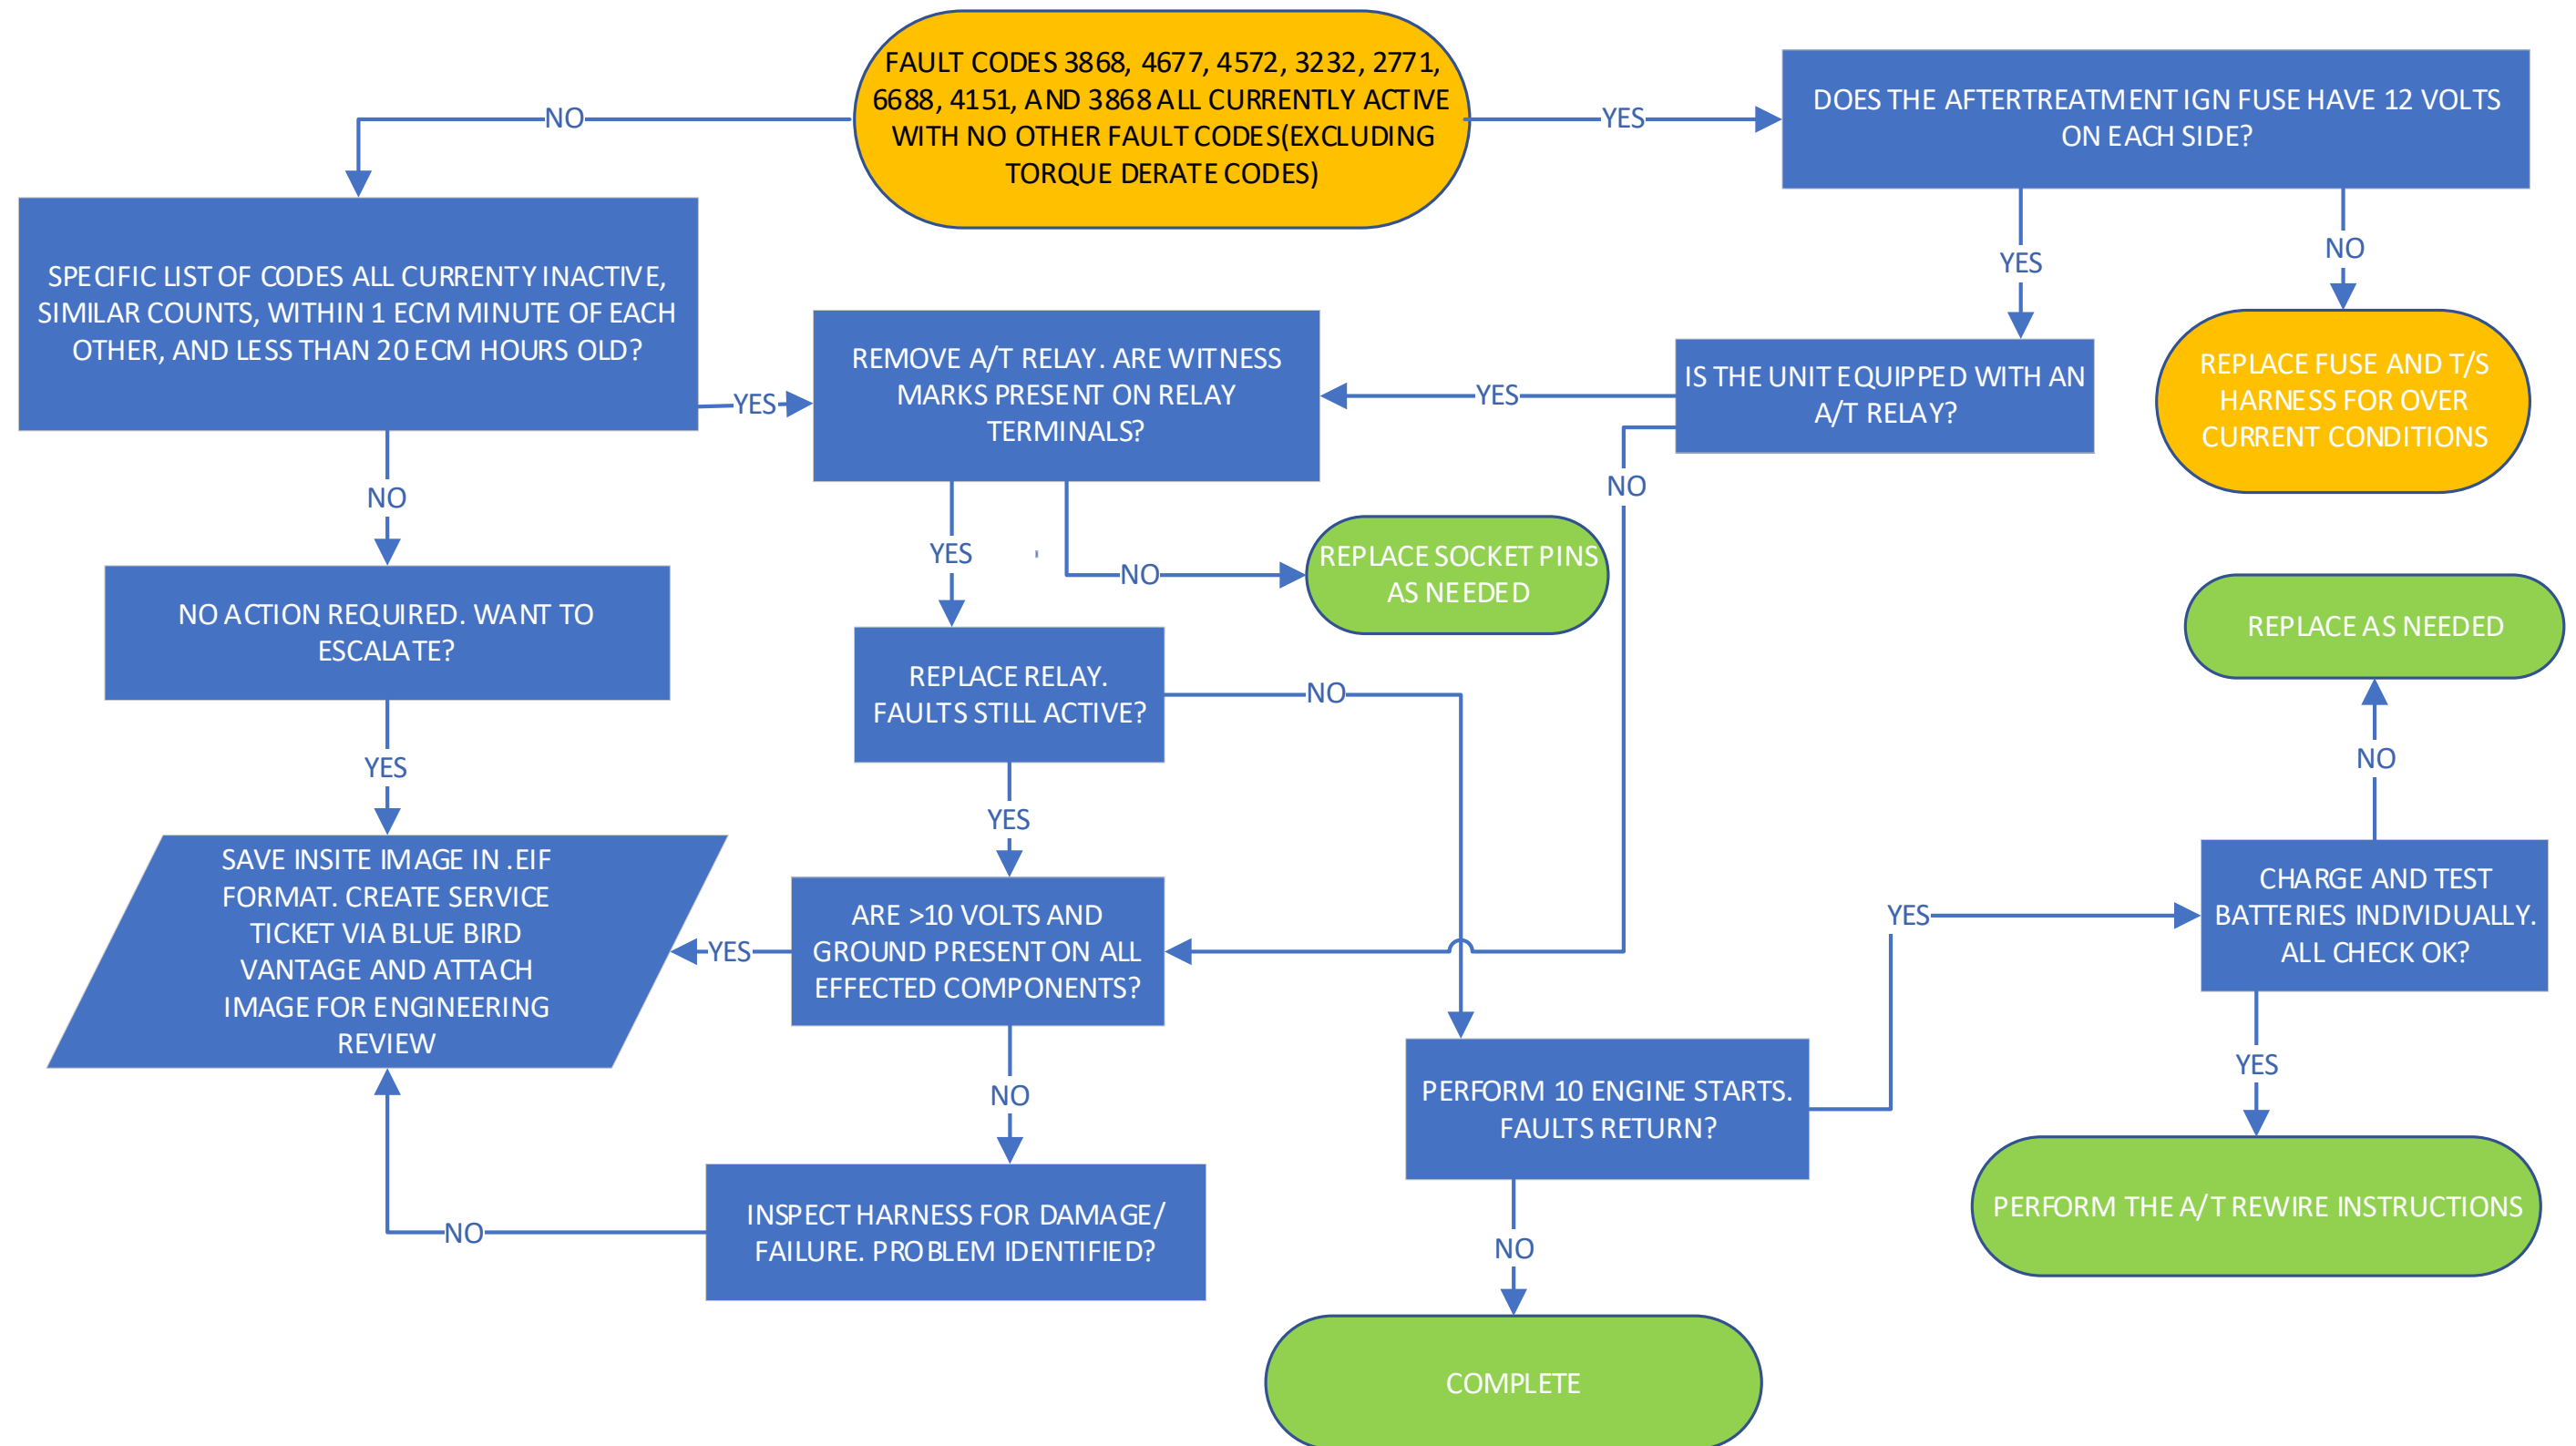 FAULT CODES 3868, 4677, 4572, 3232, 2771,
6688, 4151, AND 3868 ALL CURRENTLY ACTIVE
WITH NO OTHER FAULT CODES(EXCLUDING
TORQUE DERATE CODES)
NO
YES
DOES THE AFTERTREATMENT IGN FUSE HAVE 12 VOLTS
ON EACH SIDE?
SPECIFIC LIST OF CODES ALL CURRENTY INACTIVE,
SIMILAR COUNTS, WITHIN 1 ECM MINUTE OF EACH
OTHER, AND LESS THAN 20 ECM HOURS OLD?
YES
NO
REMOVE A/T RELAY. ARE WITNESS
MARKS PRESENT ON RELAY
TERMINALS?
YES
YES
IS THE UNIT EQUIPPED WITH AN
A/T RELAY?
REPLACE FUSE AND T/S
HARNESS FOR OVER
CURRENT CONDITIONS
NO
NO
YES
NO
REPLACE SOCKET PINS
AS NEEDED
NO ACTION REQUIRED. WANT TO
ESCALATE?
REPLACE RELAY.
FAULTS STILL ACTIVE?
NO
REPLACE AS NEEDED
YES
YES
NO
SAVE INSITE IMAGE IN .EIF
FORMAT. CREATE SERVICE
TICKET VIA BLUE BIRD
VANTAGE AND ATTACH
IMAGE FOR ENGINEERING
REVIEW
YES
ARE >10 VOLTS AND
GROUND PRESENT ON ALL
EFFECTED COMPONENTS?
YES
CHARGE AND TEST
BATTERIES INDIVIDUALLY.
ALL CHECK OK?
NO
PERFORM 10 ENGINE STARTS.
FAULTS RETURN?
YES
NO
INSPECT HARNESS FOR DAMAGE/
FAILURE. PROBLEM IDENTIFIED?
NO
PERFORM THE A/T REWIRE INSTRUCTIONS
COMPLETE